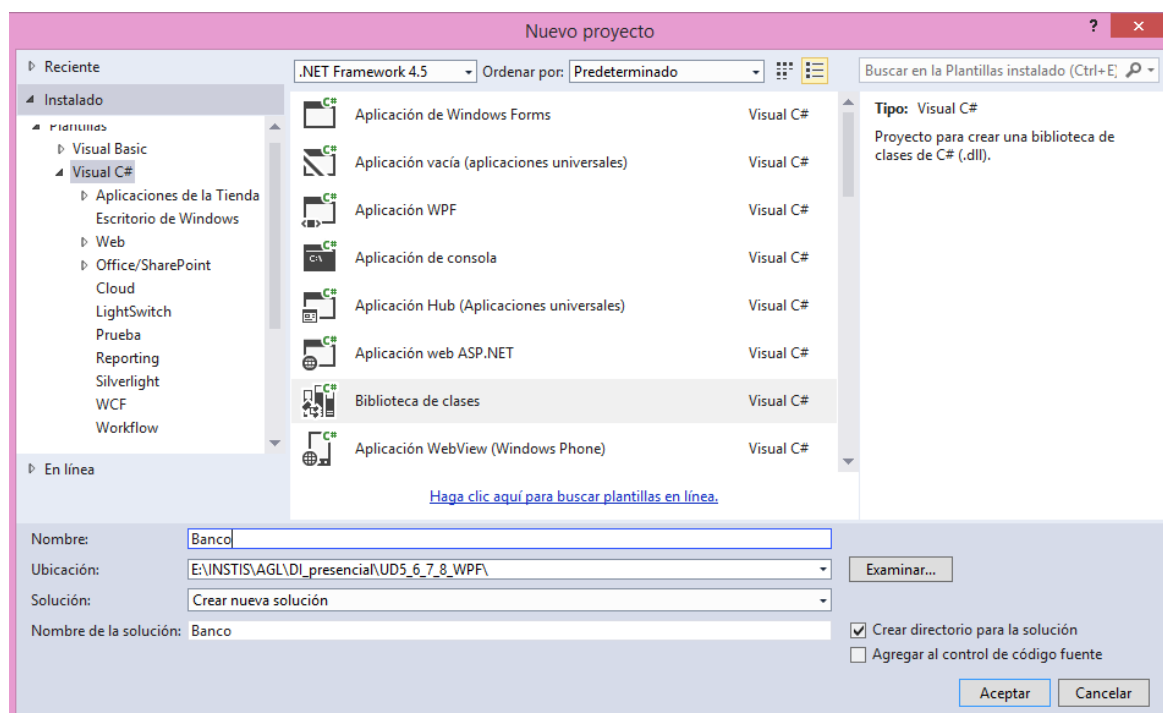 Nuevo proyecto
? ×
Reciente
Instalado
Plantillas
Visual Basic
Visual C#
Aplicaciones de la Tienda
Escritorio de Windows
Web
Office/SharePoint
Cloud
LightSwitch
Prueba
Reporting
Silverlight
WCF
Workflow
En línea
.NET Framework 4.5 Ordenar por: Predeterminado
C# Aplicación de Windows Forms Visual C#
C# Aplicación vacía (aplicaciones universales) Visual C#
C# Aplicación WPF Visual C#
C# C:\ Aplicación de consola Visual C#
C# Aplicación Hub (Aplicaciones universales) Visual C#
C# Aplicación web ASP.NET Visual C#
C# Biblioteca de clases Visual C#
C# Aplicación WebView (Windows Phone) Visual C#
Haga clic aquí para buscar plantillas en línea.
Buscar en la Plantillas instalado (Ctrl+E)
Tipo: Visual C#
Proyecto para crear una biblioteca de
clases de C# (.dll).
Nombre: Banco
Ubicación: E:\INSTIS\AGL\DI_presencial\UD5_6_7_8_WPF\ Examinar...
Solución: Crear nueva solución
Nombre de la solución: Banco
Crear directorio para la solución
Agregar al control de código fuente
Aceptar Cancelar